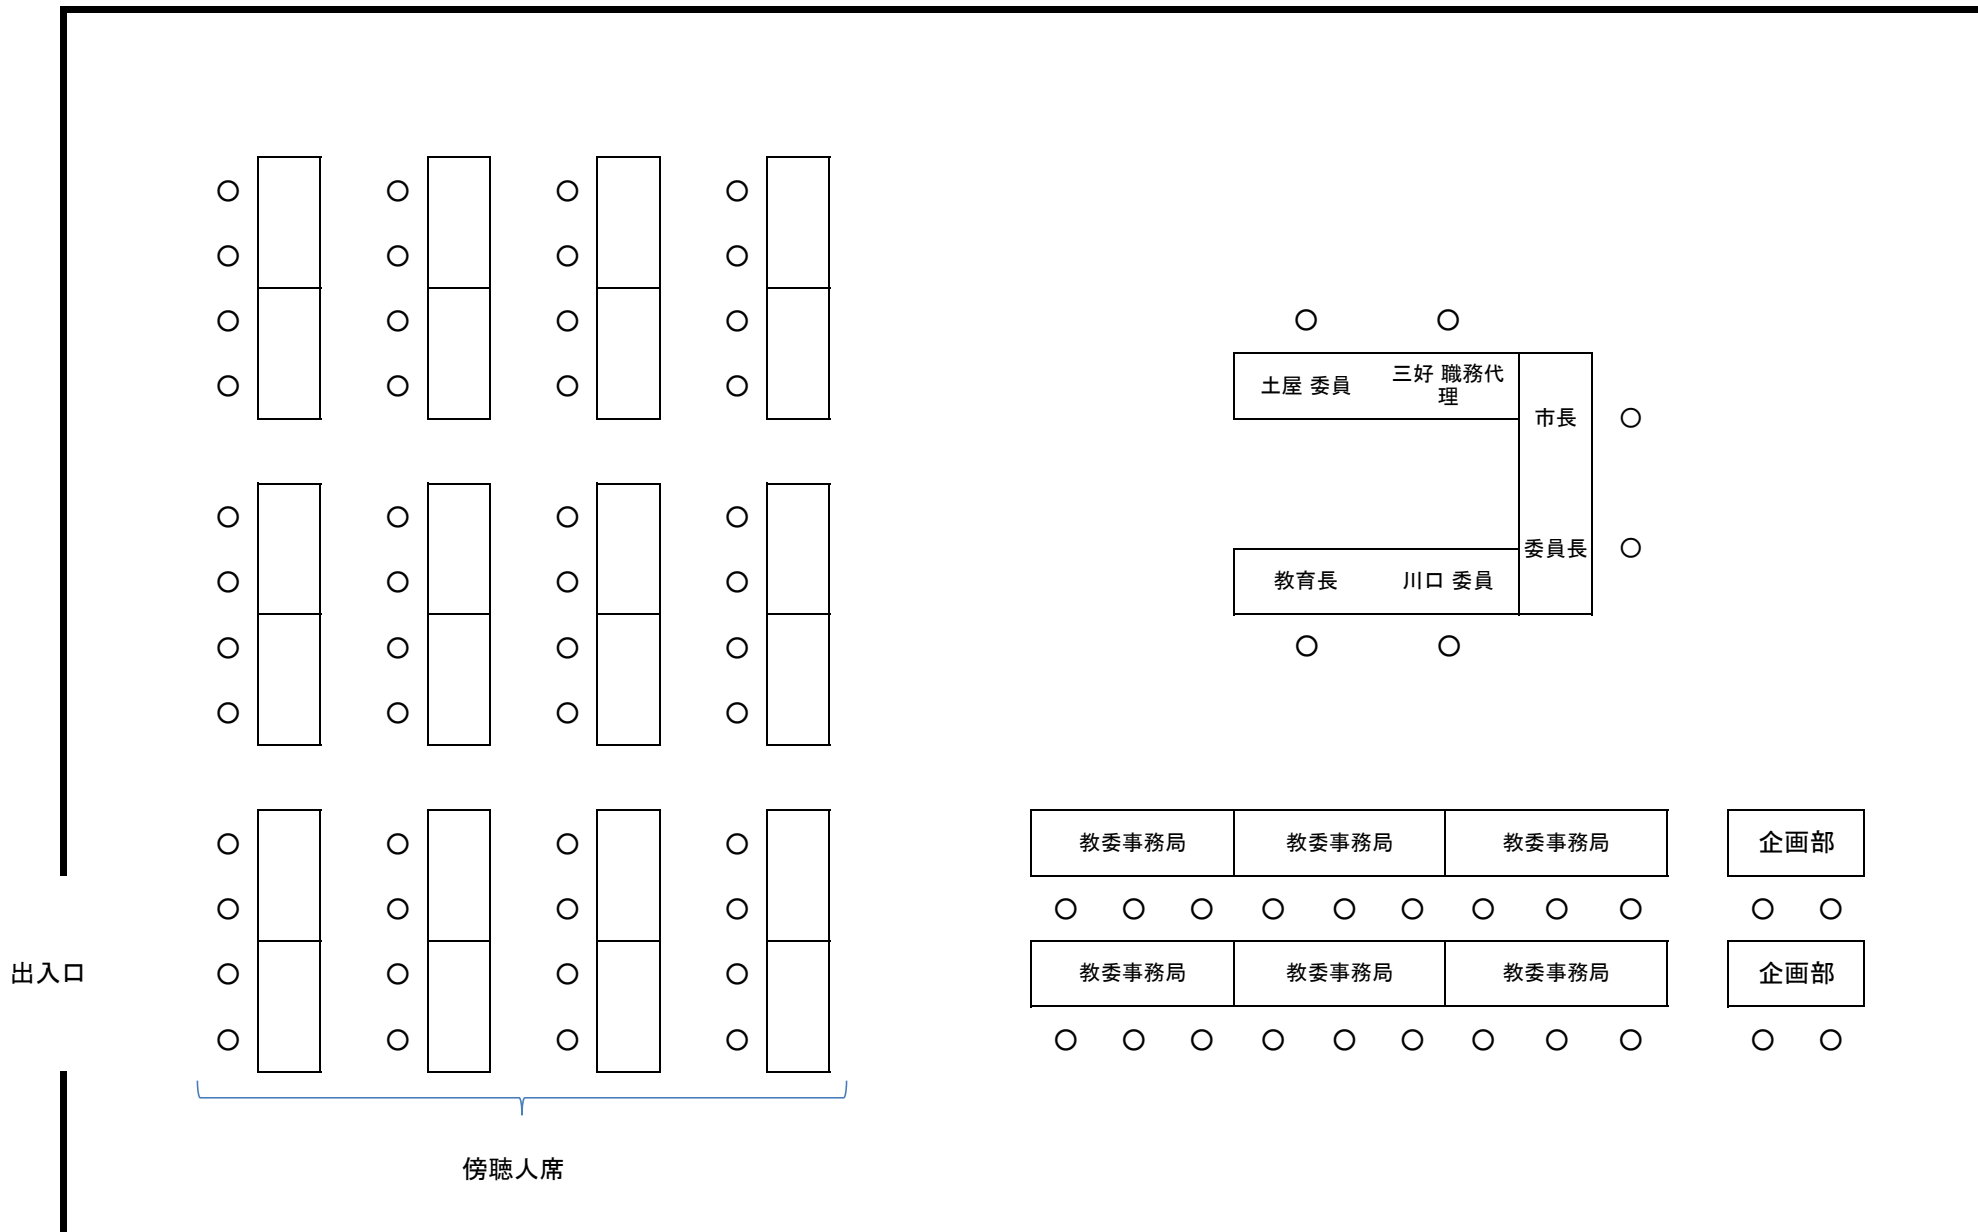 土屋 委員
三好 職務代
理
市長
委員長
教育長
川口 委員
教委事務局
教委事務局
教委事務局
企画部
教委事務局
教委事務局
教委事務局
企画部
出入口
傍聴人席